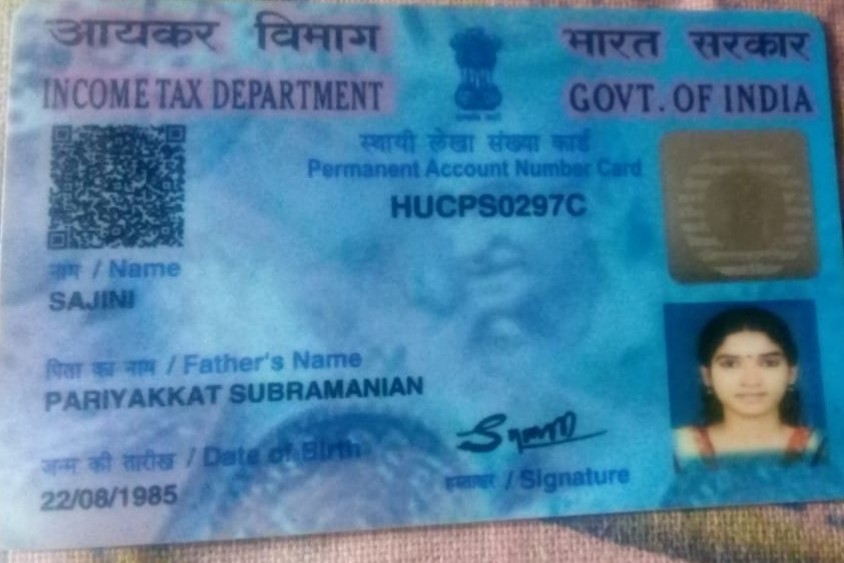 आयकर विभाग
भारत सरकार
INCOME TAX DEPARTMENT
GOVT. OF INDIA
स्थायी लेखा संख्या कार्ड
Permanent Account Number Card
HUCPS0297C
नाम / Name
SAJINI
पिता का नाम / Father's Name
PARIYAKKAT SUBRAMANIAN
जन्म की तारीख / Date of Birth
22/08/1985
हस्ताक्षर / Signature